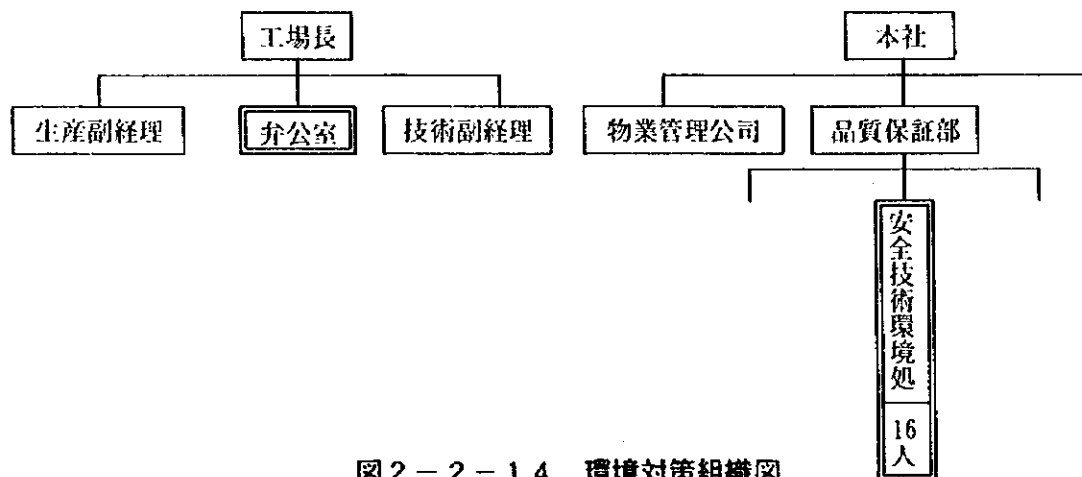 工場長
本社
生産副経理
弁公室
技術副経理
物業管理公司
品質保証部
安全技術環境処
16
人
図2-2-14 環境対策組織図